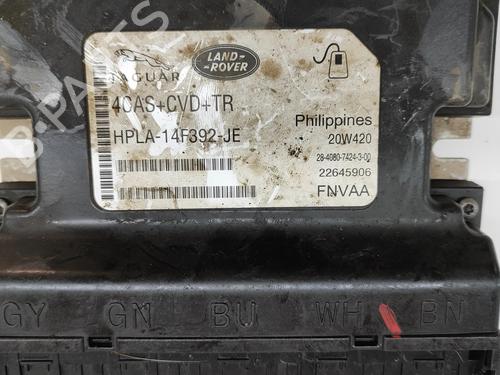 JAGUAR
LAND-
ROVER
4CAS+CVD+TR
HPLA-14F392-JE
Philippines
20W420
28-4080-7424-3-00
22645906
FNVAA
GY GN BU WH BN
B-PARTS